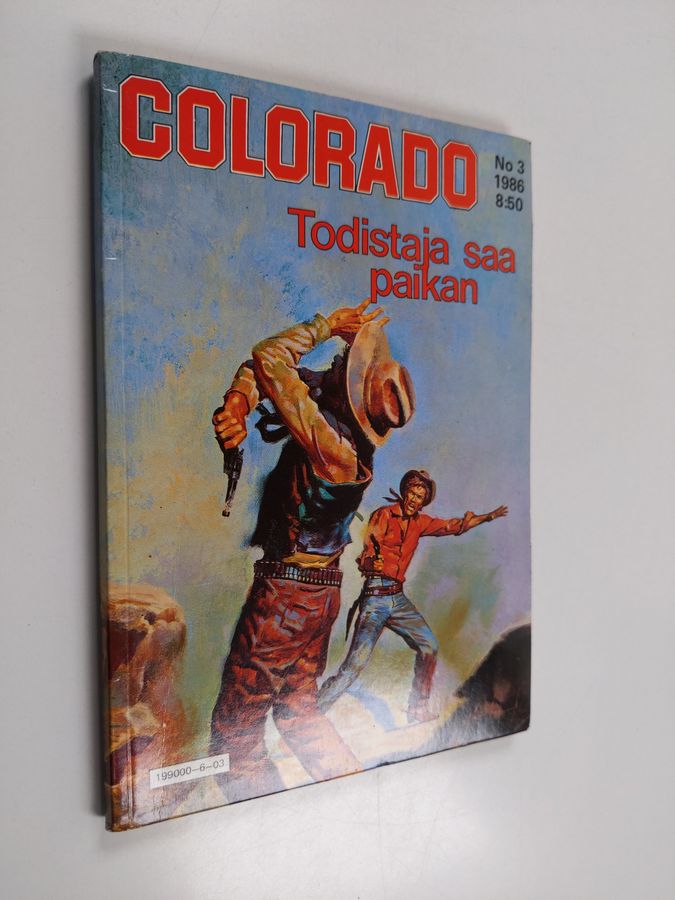 COLORADO
No 3
1986
8:50
Todistaja saa
paikan
199000-6-03